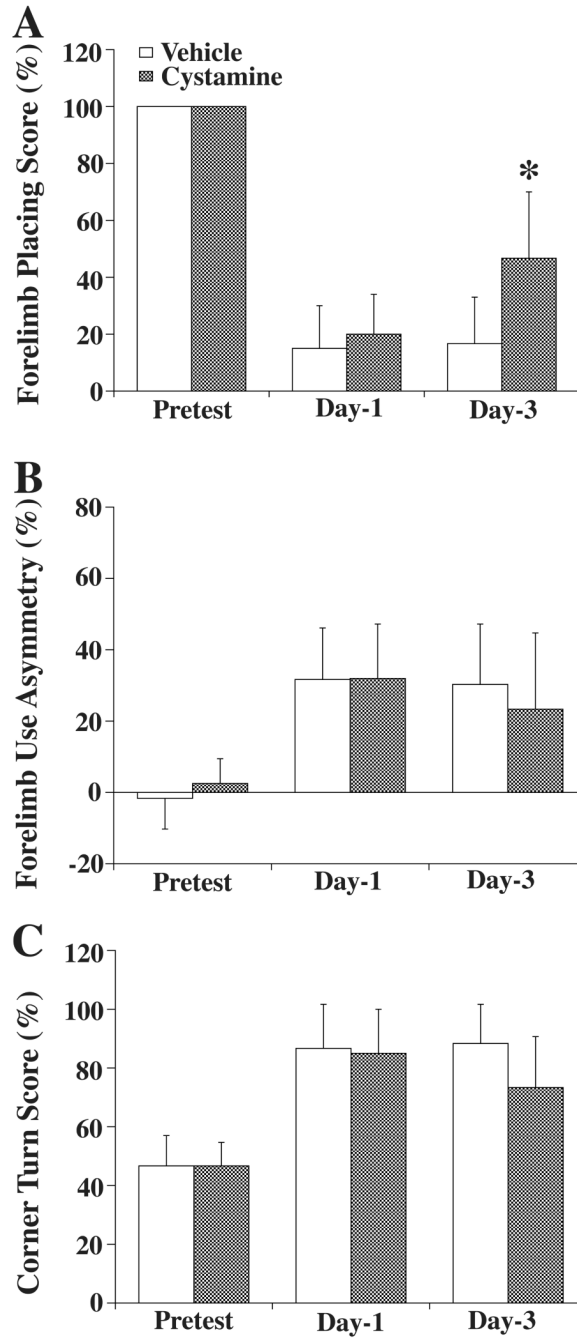 A
Forelimb Placing Score (%)
120
100
80
60
40
20
0
Vehicle
Cystamine
*
Pretest Day-1 Day-3
B
Forelimb Use Asymmetry (%)
80
60
40
20
0
-20
Pretest Day-1 Day-3
C
Corner Turn Score (%)
120
100
80
60
40
20
0
Pretest Day-1 Day-3